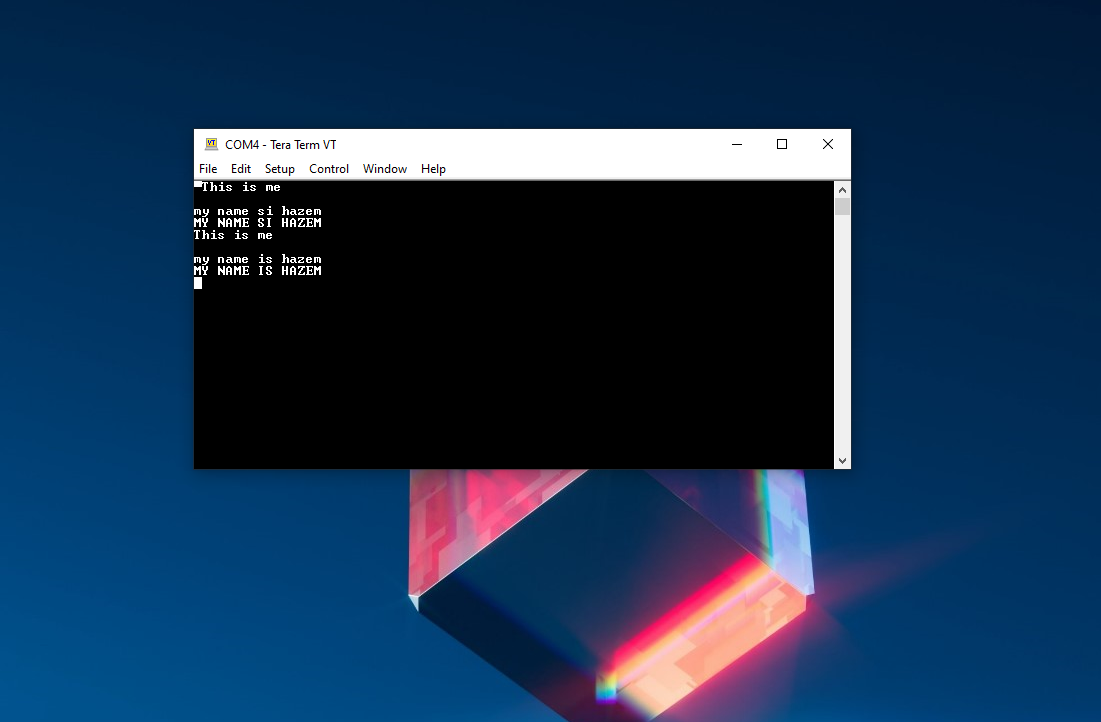 COM4 - Tera Term VT
File Edit Setup Control Window Help
This is me
my name si hazem
MY NAME SI HAZEM
This is me
my name is hazem
MY NAME IS HAZEM